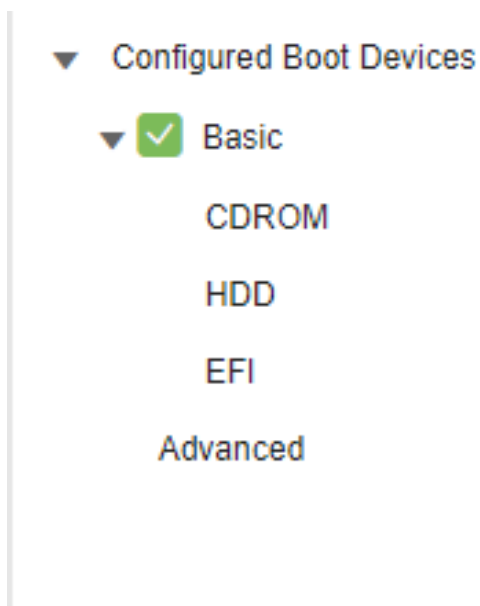 Configured Boot Devices
Basic
CDROM
HDD
EFI
Advanced